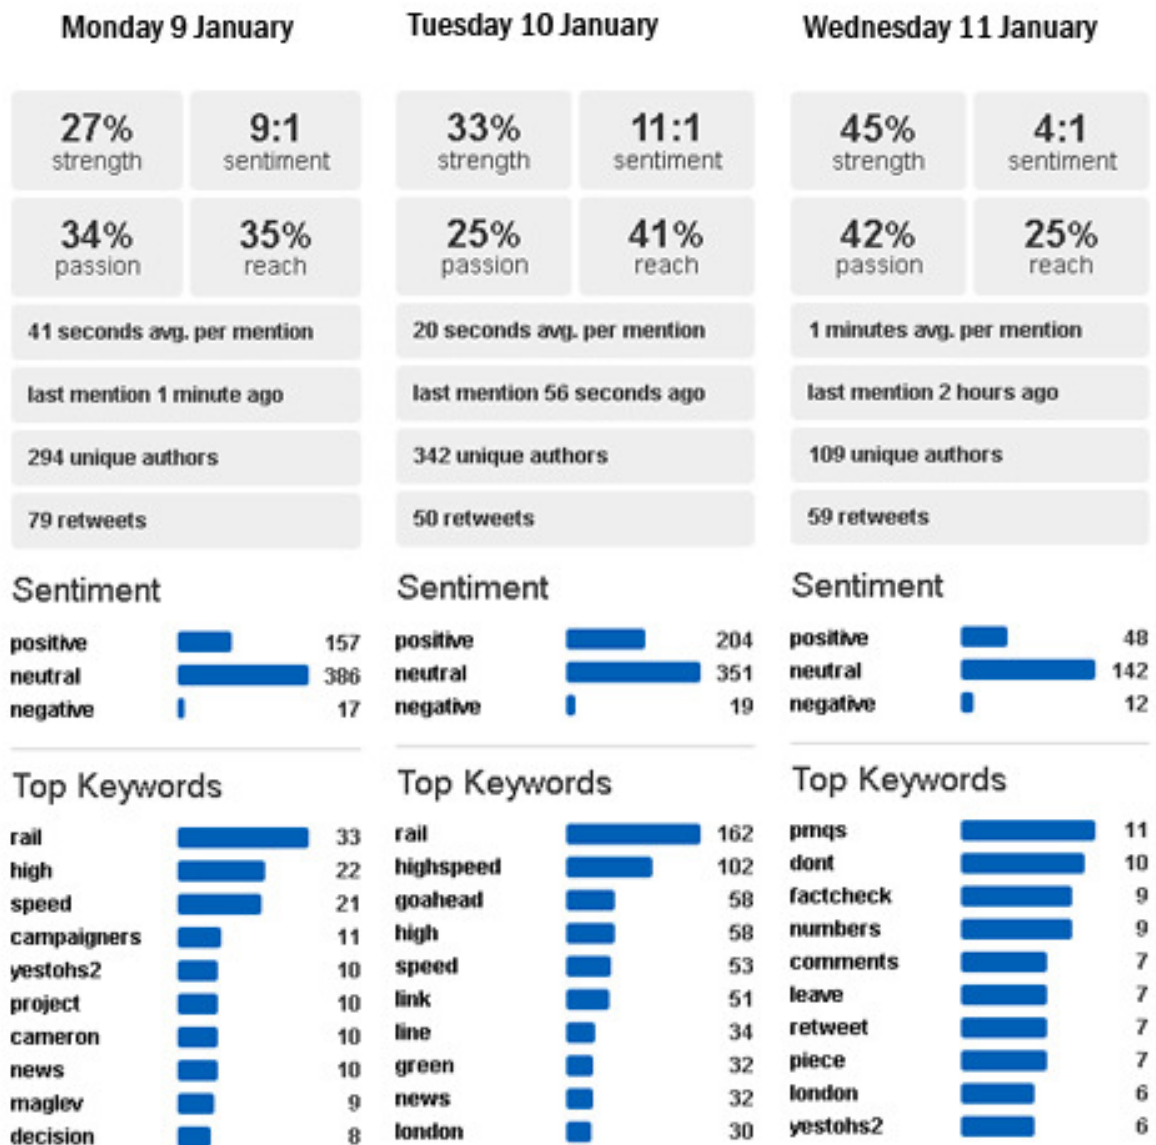 Monday 9 January
27% 9:1
strength sentiment
34% 35%
passion reach
41 seconds avg. per mention
last mention 1 minute ago
294 unique authors
79 retweets
Sentiment
positive 157
neutral 386
negative 17
Top Keywords
rail 33
high 22
speed 21
campaigners 11
yestohs2 10
project 10
cameron 10
news 10
maglev 9
decision 8
Tuesday 10 January
33% 11:1
strength sentiment
25% 41%
passion reach
20 seconds avg. per mention
last mention 56 seconds ago
342 unique authors
50 retweets
Sentiment
positive 204
neutral 351
negative 19
Top Keywords
rail 162
highspeed 102
goahead 58
high 58
speed 53
link 51
line 34
green 32
news 32
london 30
Wednesday 11 January
45% 4:1
strength sentiment
42% 25%
passion reach
1 minutes avg. per mention
last mention 2 hours ago
109 unique authors
59 retweets
Sentiment
positive 48
neutral 142
negative 12
Top Keywords
pmqs 11
dont 10
factcheck 9
numbers 9
comments 7
leave 7
retweet 7
piece 7
london 6
yestohs2 6